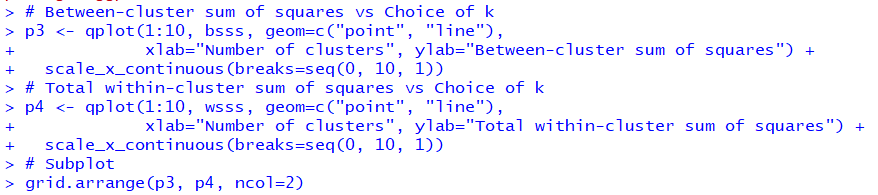 > # Between-cluster sum of squares vs Choice of k
> p3 <- qplot(1:10, bsss, geom=c("point", "line"),
+             xlab="Number of clusters", ylab="Between-cluster sum of squares") +
+   scale_x_continuous(breaks=seq(0, 10, 1))
> # Total within-cluster sum of squares vs Choice of k
> p4 <- qplot(1:10, wsss, geom=c("point", "line"),
+             xlab="Number of clusters", ylab="Total within-cluster sum of squares") +
+   scale_x_continuous(breaks=seq(0, 10, 1))
> # Subplot
> grid.arrange(p3, p4, ncol=2)